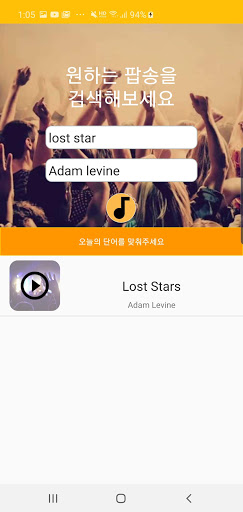 1:05
94%
원하는 팝송을
검색해보세요
lost star
Adam levine
오늘의 단어를 맞춰주세요
Lost Stars
Adam Levine